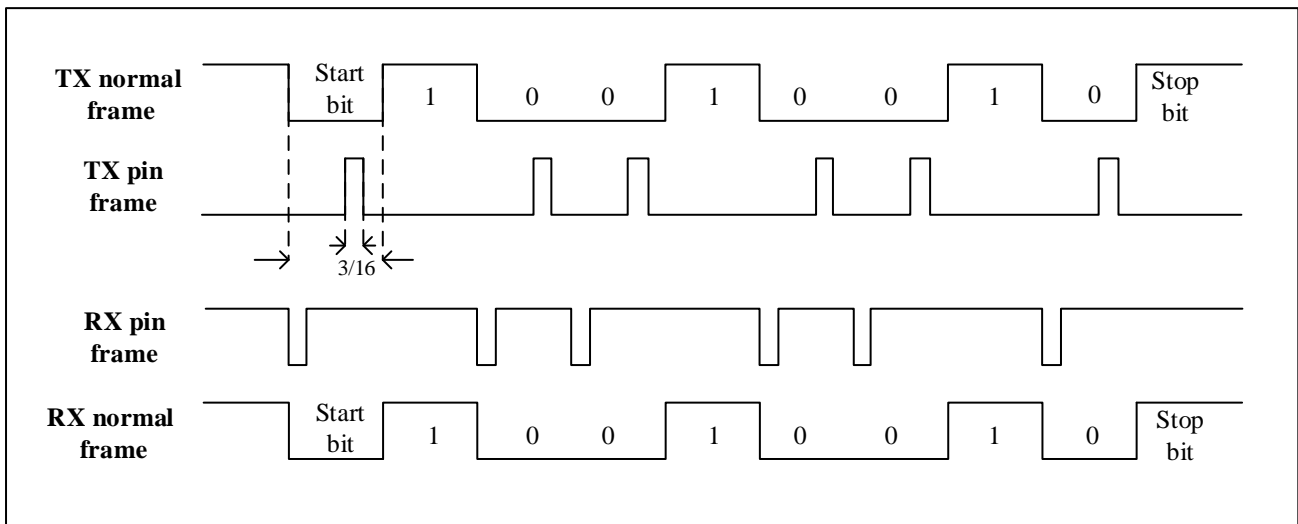 TX normal
frame
Start
bit
1
0
0
1
0
0
1
0
Stop
bit
TX pin
frame
3/16
RX pin
frame
RX normal
frame
Start
bit
1
0
0
1
0
0
1
0
Stop
bit